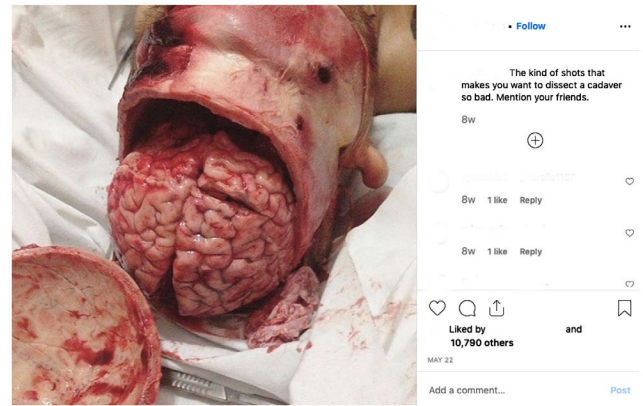 • Follow
The kind of shots that
makes you want to dissect a cadaver
so bad. Mention your friends.
8w
8w 1 like Reply
8w 1 like Reply
Liked by and
10,790 others
MAY 22
Add a comment... Post